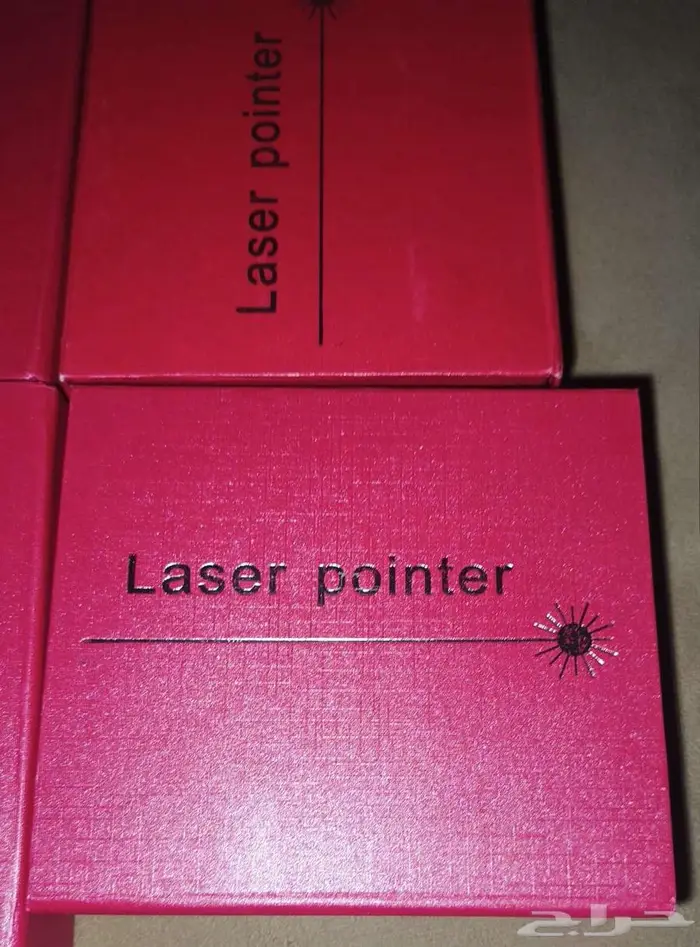 Laser pointer
Laser pointer
حراج